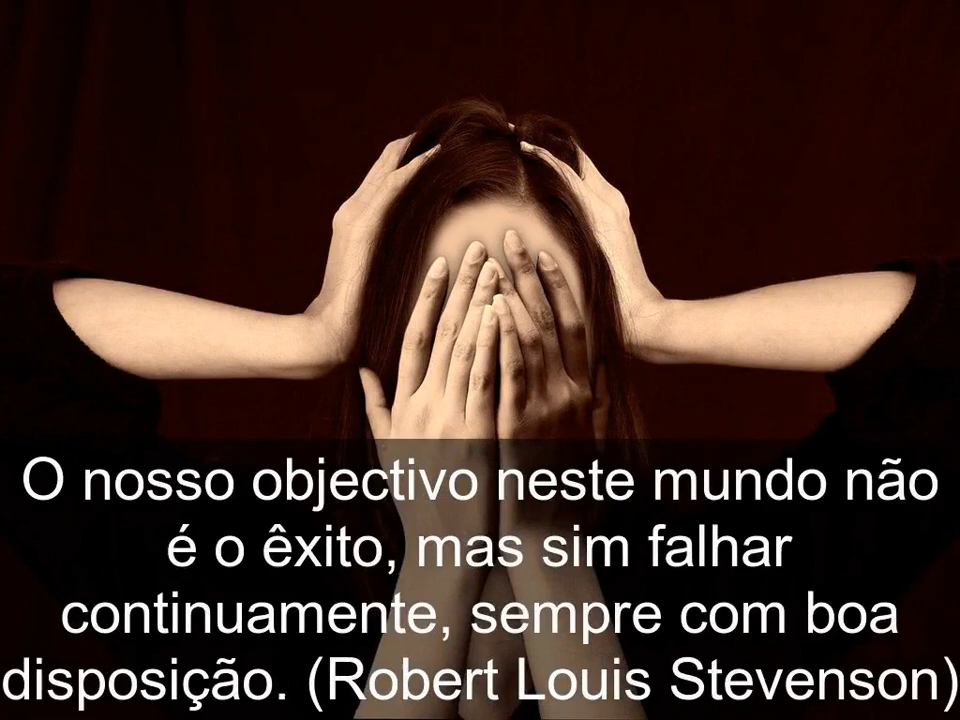 O nosso objectivo neste mundo não
é o êxito, mas sim falhar
continuamente, sempre com boa
disposição. (Robert Louis Stevenson)